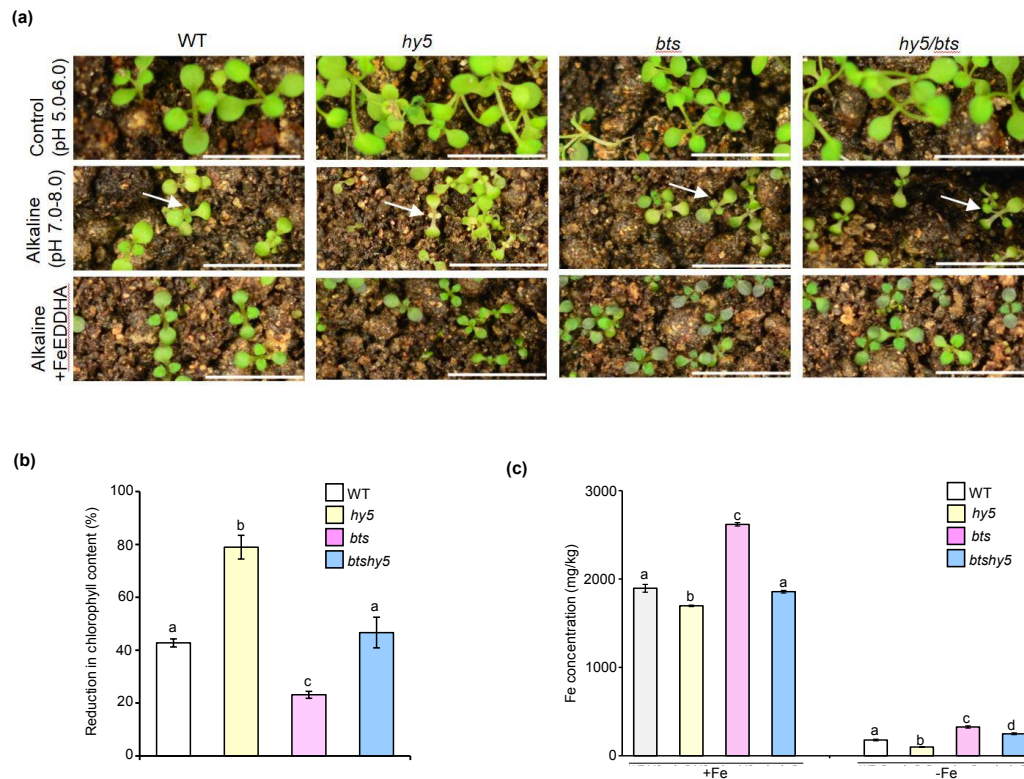 (a)
WT
hy5
bts
hy5/bts
Control
(pH 5.0-6.0)
Alkaline
(pH 7.0-8.0)
Alkaline
+FeEDDHA
(b)
Reduction in chlorophyll content (%)
100
80
60
40
20
0
a
b
c
a
WT
hy5
bts
btshy5
(c)
Fe concentration (mg/kg)
3000
2000
1000
0
a
b
c
a
a
b
c
d
WT
hy5
bts
btshy5
+Fe
-Fe